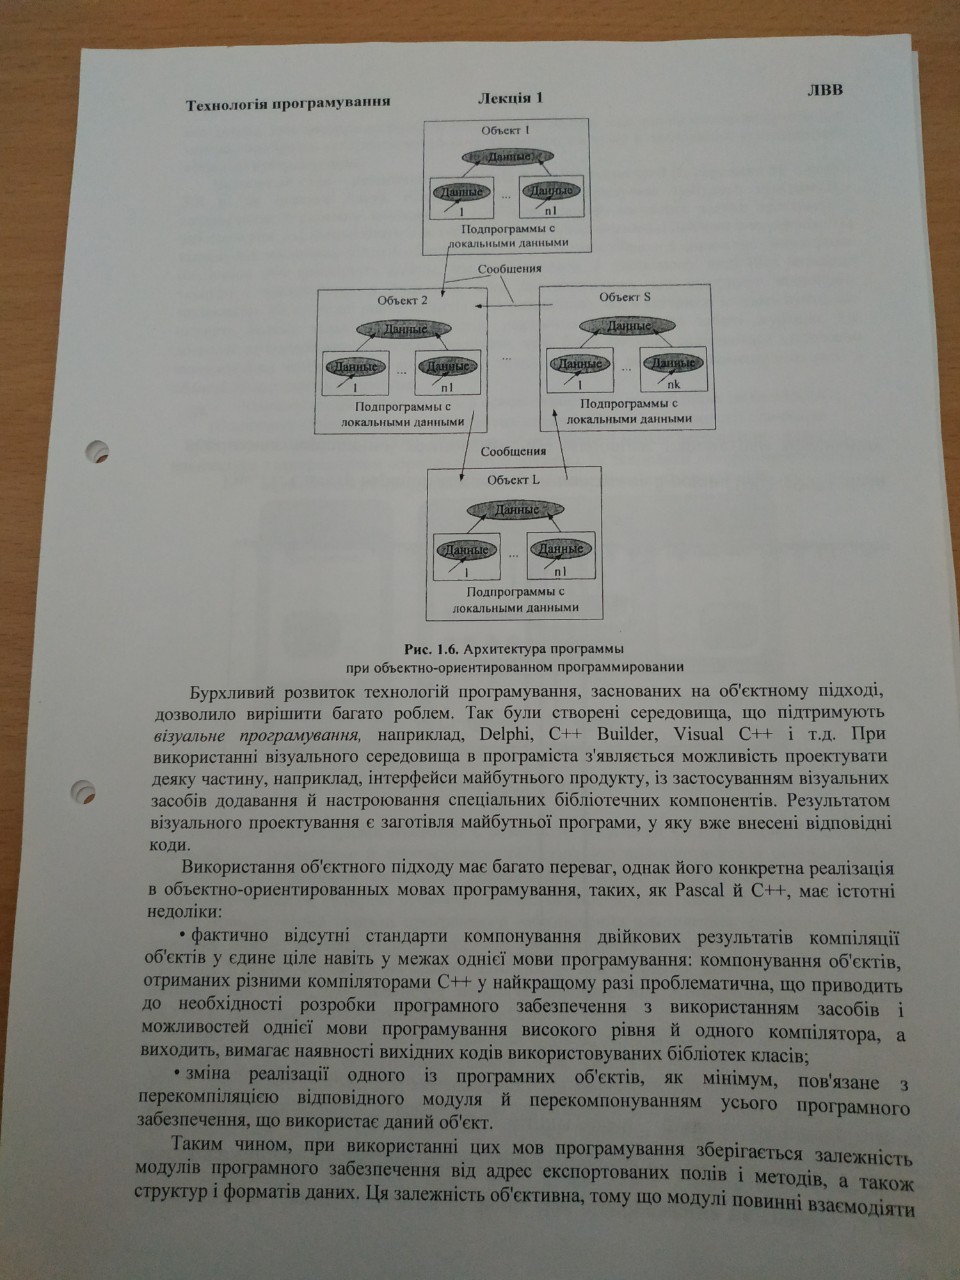 Технологія програмування Лекція 1 ЛВВ
Объект 1
Данные
Данные ... Данные
1 n1
Подпрограммы с
локальными данными
Сообщения
Объект 2 Объект S
Данные Данные
Данные ... Данные ... Данные ... Данные
1 n1 1 nk
Подпрограммы с Подпрограммы с
локальными данными локальными данными
Сообщения
Объект L
Данные
Данные ... Данные
1 n1
Подпрограммы с
локальными данными
Рис. 1.6. Архитектура программы
при объектно-ориентированном программировании
Бурхливий розвиток технологій програмування, заснованих на об'єктному підході,
дозволило вирішити багато роблем. Так були створені середовища, що підтримують
візуальне програмування, наприклад, Delphi, C++ Builder, Visual C++ і т.д. При
використанні візуального середовища в програміста з'являється можливість проектувати
деяку частину, наприклад, інтерфейси майбутнього продукту, із застосуванням візуальних
засобів додавання й настроювання спеціальних бібліотечних компонентів. Результатом
візуального проектування є заготівля майбутньої програми, у яку вже внесені відповідні
коди.
Використання об'єктного підходу має багато переваг, однак його конкретна реалізація
в объектно-ориентированных мовах програмування, таких, як Pascal й C++, має істотні
недоліки:
• фактично відсутні стандарти компонування двійкових результатів компіляції
об'єктів у єдине ціле навіть у межах однієї мови програмування: компонування об'єктів,
отриманих різними компіляторами C++ у найкращому разі проблематична, що приводить
до необхідності розробки програмного забезпечення з використанням засобів і
можливостей однієї мови програмування високого рівня й одного компілятора, а
виходить, вимагає наявності вихідних кодів використовуваних бібліотек класів;
• зміна реалізації одного із програмних об'єктів, як мінімум, пов'язане з
перекомпіляцією відповідного модуля й перекомпонуванням усього програмного
забезпечення, що використає даний об'єкт.
Таким чином, при використанні цих мов програмування зберігається залежність
модулів програмного забезпечення від адрес експортованих полів і методів, а також
структур і форматів даних. Ця залежність об'єктивна, тому що модулі повинні взаємодіяти